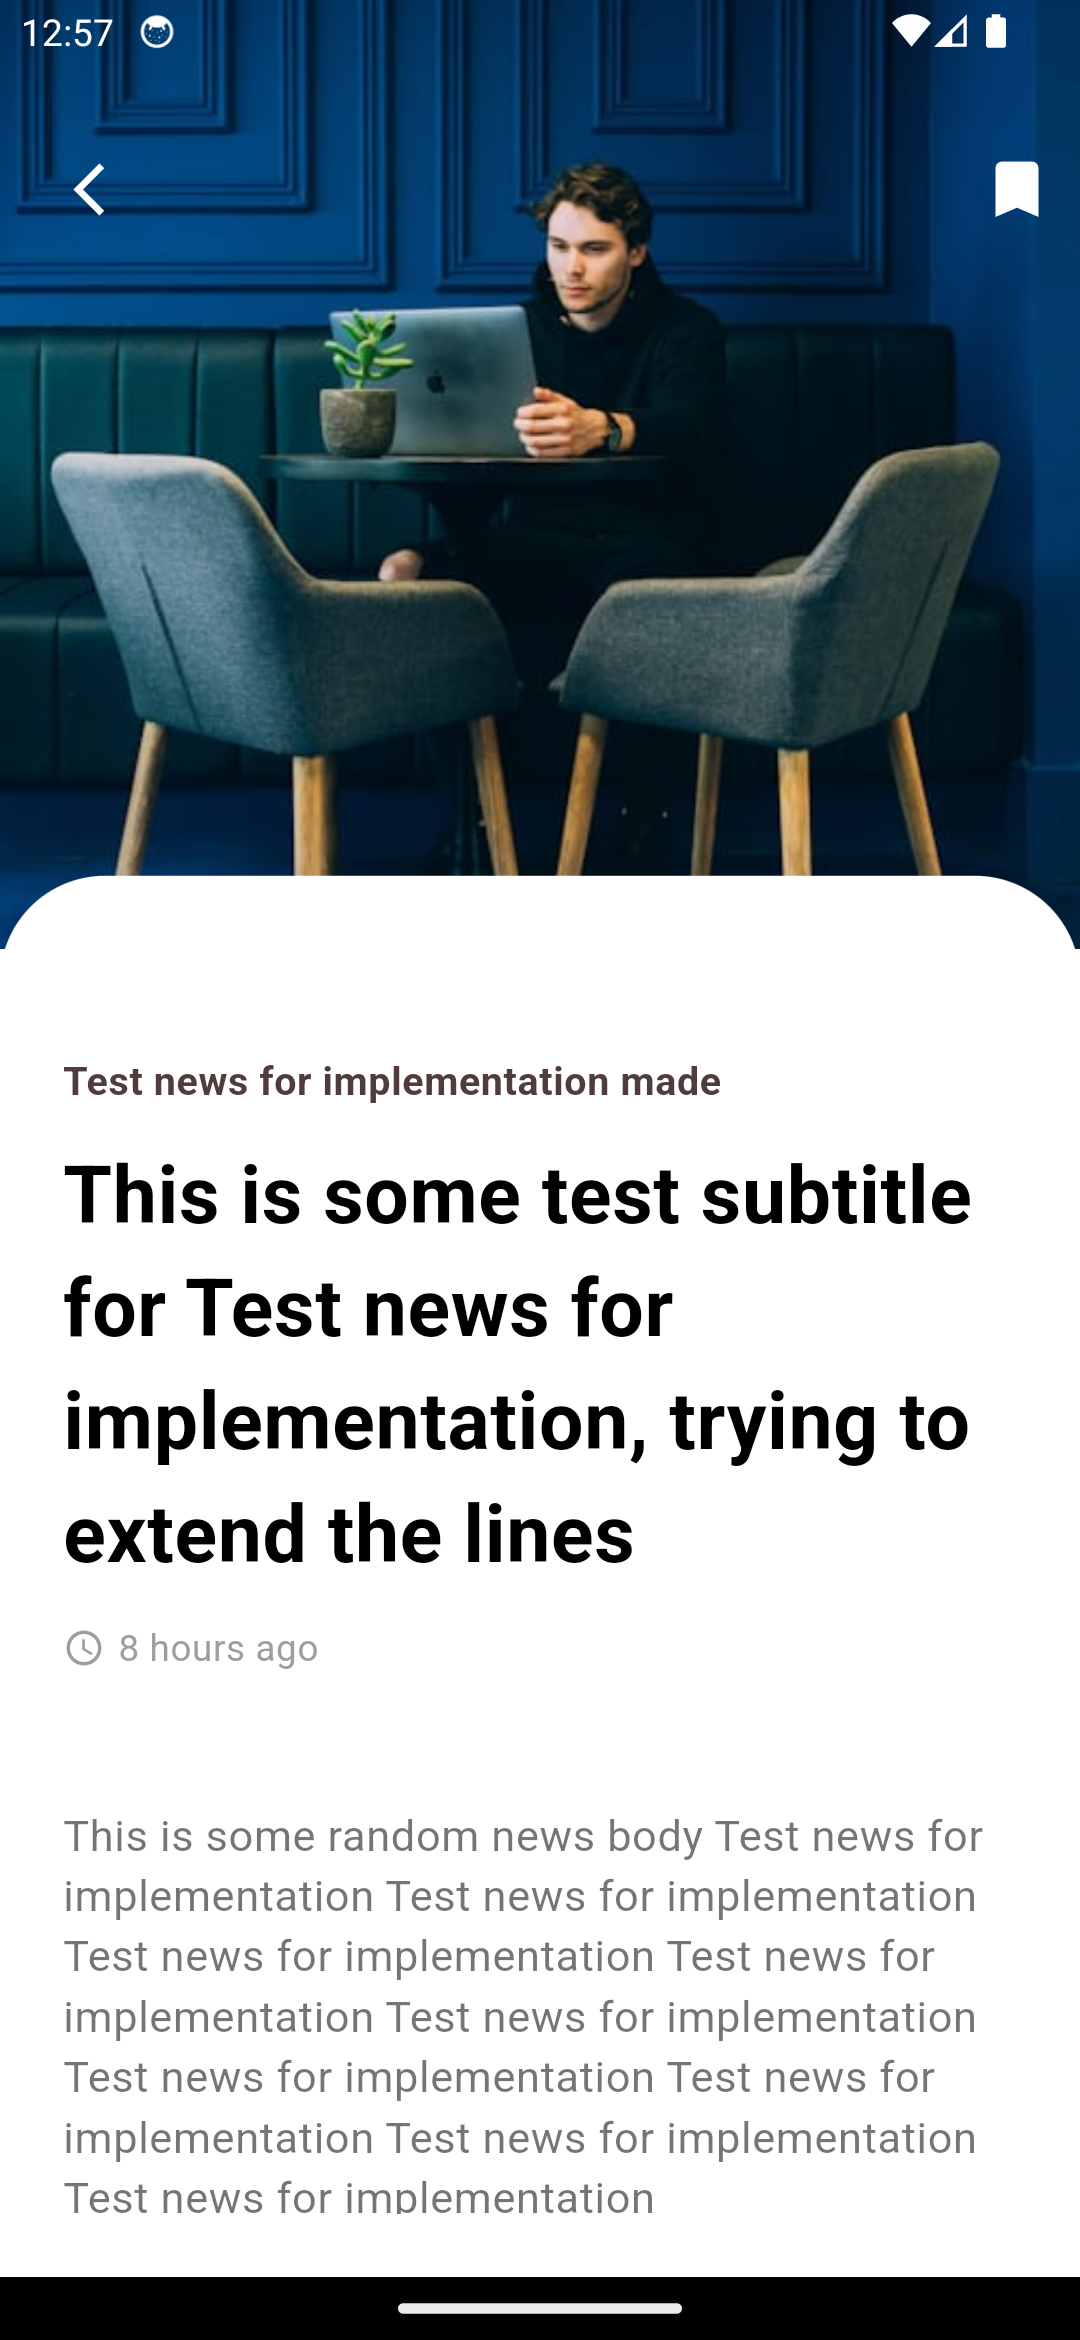 12:57
Test news for implementation made
This is some test subtitle
for Test news for
implementation, trying to
extend the lines
8 hours ago
This is some random news body Test news for
implementation Test news for implementation
Test news for implementation Test news for
implementation Test news for implementation
Test news for implementation Test news for
implementation Test news for implementation
Test news for implementation